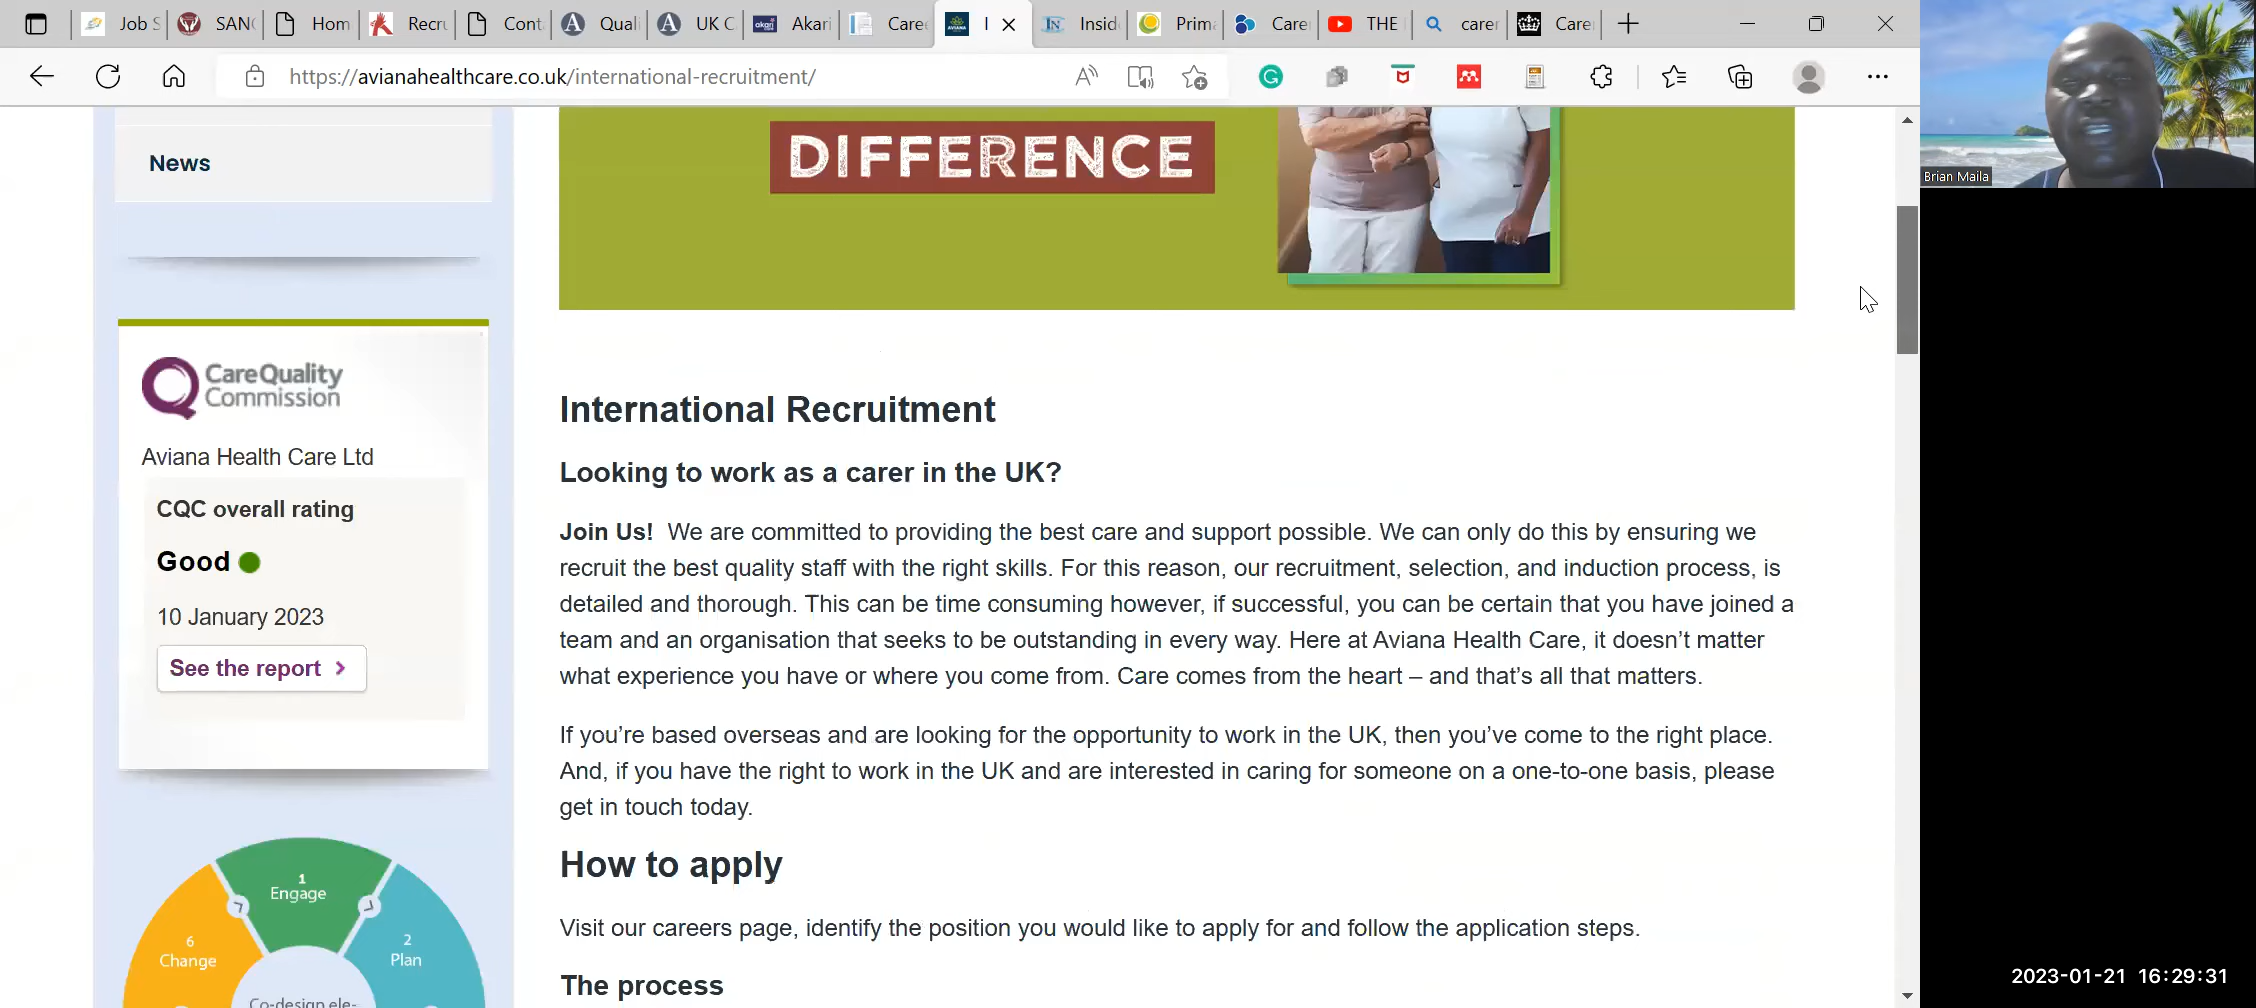 Job S
SAN
Hom
Recru
Cont
Quali
UK C
Akari
Care
I
Insid
Prima
Care
THE
carer
Care
https://avianahealthcare.co.uk/international-recruitment/
Brian Maila
News
DIFFERENCE
CareQuality
Commission
Aviana Health Care Ltd
CQC overall rating
Good
10 January 2023
See the report
1
Engage
6
Change
2
Plan
Co-design ele-
International Recruitment
Looking to work as a carer in the UK?
Join Us! We are committed to providing the best care and support possible. We can only do this by ensuring we
recruit the best quality staff with the right skills. For this reason, our recruitment, selection, and induction process, is
detailed and thorough. This can be time consuming however, if successful, you can be certain that you have joined a
team and an organisation that seeks to be outstanding in every way. Here at Aviana Health Care, it doesn’t matter
what experience you have or where you come from. Care comes from the heart – and that’s all that matters.
If you’re based overseas and are looking for the opportunity to work in the UK, then you’ve come to the right place.
And, if you have the right to work in the UK and are interested in caring for someone on a one-to-one basis, please
get in touch today.
How to apply
Visit our careers page, identify the position you would like to apply for and follow the application steps.
The process
2023-01-21 16:29:31